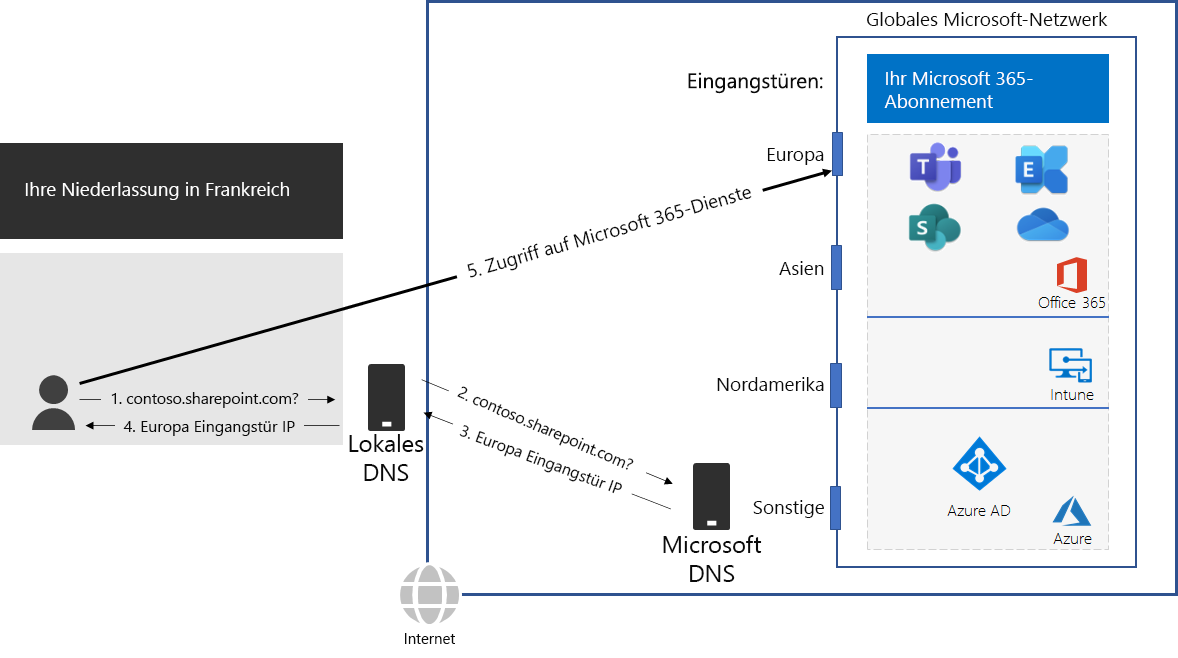 Globales Microsoft-Netzwerk
Eingangstüren:
Ihr Microsoft 365-
Abonnement
Ihre Niederlassung in Frankreich
Europa
T
E
S
5. Zugriff auf Microsoft 365-Dienste
Asien
Office 365
Nordamerika
Intune
1. contoso.sharepoint.com?
4. Europa Eingangstür IP
Lokales
DNS
2. contoso.sharepoint.com?
3. Europa Eingangstür IP
Sonstige
Azure AD
Azure
Microsoft
DNS
Internet